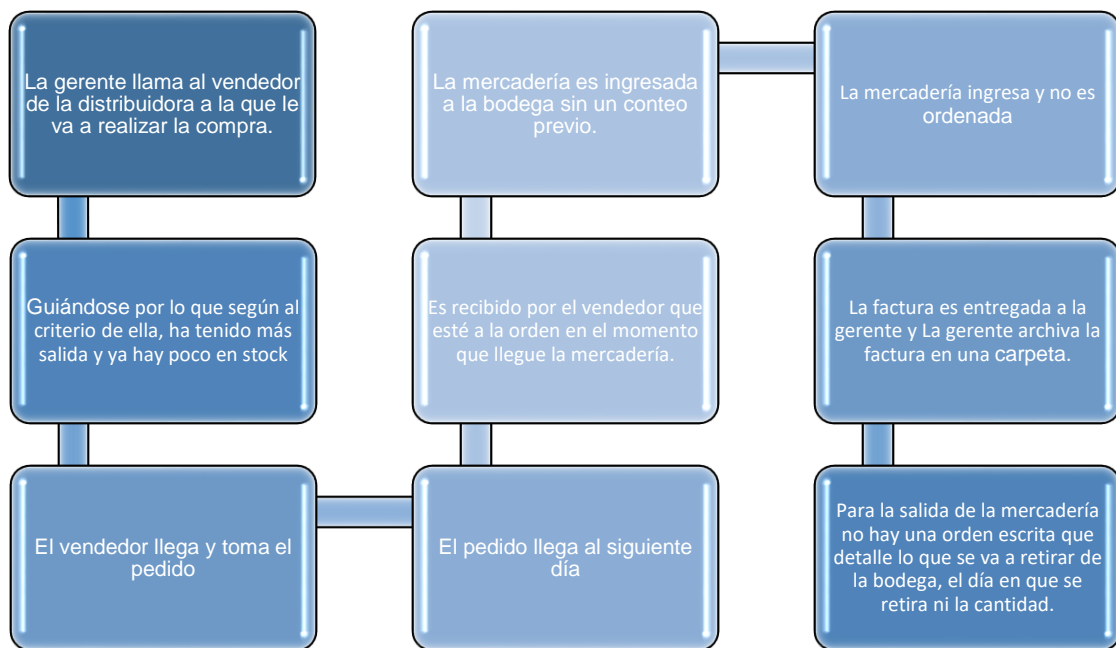 La gerente llama al vendedor
de la distribuidora a la que le
va a realizar la compra.
Guiándose por lo que según al
criterio de ella, ha tenido más
salida y ya hay poco en stock
El vendedor llega y toma el
pedido
El pedido llega al siguiente
día
Es recibido por el vendedor que
esté a la orden en el momento
que llegue la mercadería.
La mercadería es ingresada
a la bodega sin un conteo
previo.
La mercadería ingresa y no es
ordenada
La factura es entregada a la
gerente y La gerente archiva la
factura en una carpeta.
Para la salida de la mercadería
no hay una orden escrita que
detalle lo que se va a retirar de
la bodega, el día en que se
retira ni la cantidad.